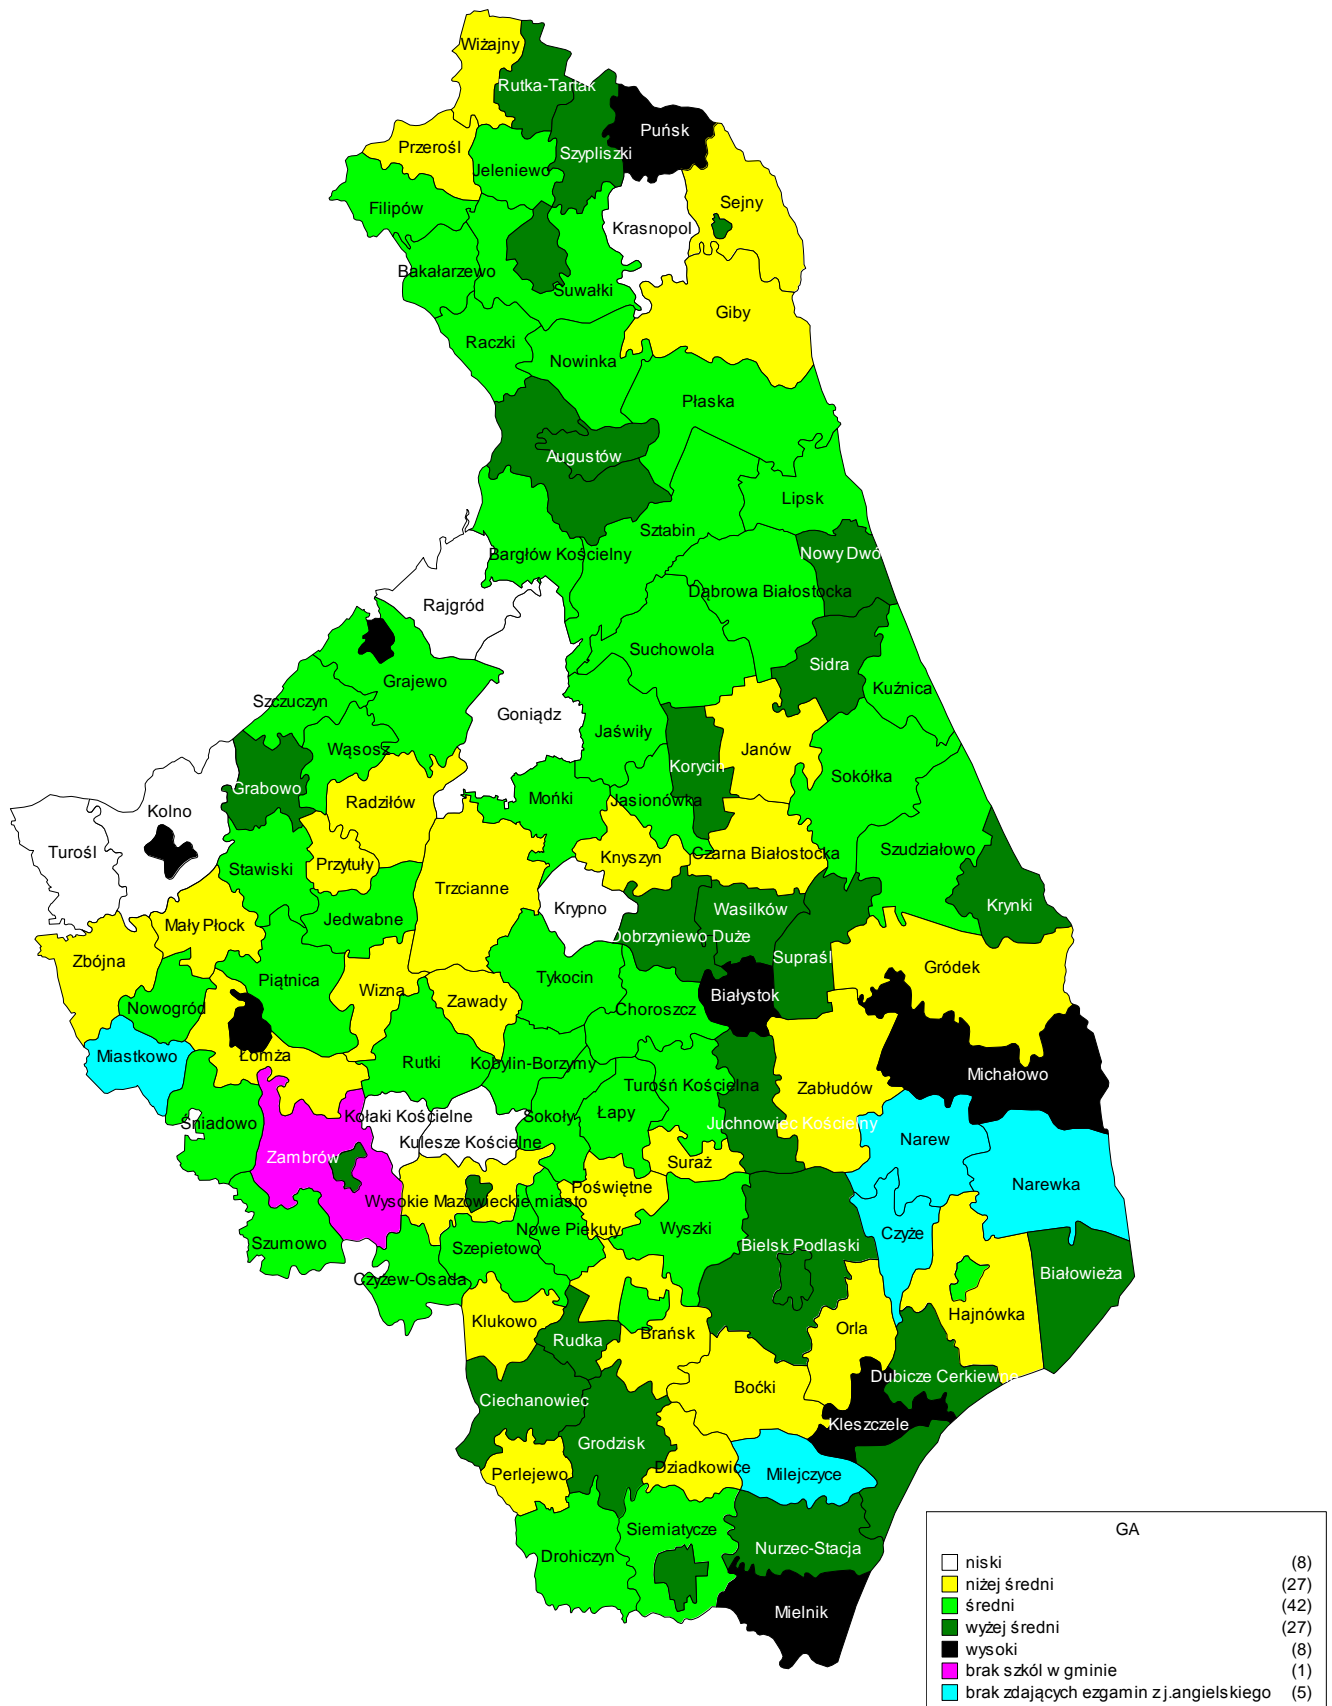 Wiżajny
Rutka-Tartak
Puńsk
Przerośl
Szypliszki
Jeleniewo
Sejny
Filipów
Krasnopol
Bakałarzewo
Suwałki
Giby
Raczki
Nowinka
Płaska
Augustów
Lipsk
Sztabin
Bargłów Kościelny
Nowy Dwó
Dąbrowa Białostocka
Rajgród
Suchowola
Sidra
Grajewo
Kuźnica
Szczuczyn
Goniądz
Jaświły
Wąsosz
Janów
Korycin
Sokółka
Grabowo
Radziłów
Mońki
Jasionówka
Kolno
Turośl
Stawiski
Przytuły
Knyszyn
Czarna Białostocka
Szudziałowo
Trzcianne
Krypno
Wasilków
Krynki
Mały Płock
Jedwabne
Dobrzyniewo Duże
Supraśl
Zbójna
Piątnica
Tykocin
Gródek
Wizna
Zawady
Białystok
Nowogród
Choroszcz
Miastkowo
Łomża
Rutki
Kobylin-Borzymy
Michałowo
Turośń Kościelna
Zabłudów
Śniadowo
Kołaki Kościelne
Sokoły
Łapy
Juchnowiec Kościelny
Kulesze Kościelne
Narew
Zambrów
Suraż
Poświętne
Narewka
Wysokie Mazowieckie miasto
Nowe Piekuty
Wyszki
Czyże
Szumowo
Szepietowo
Bielsk Podlaski
Czyżew-Osada
Białowieża
Klukowo
Hajnówka
Rudka
Brańsk
Orla
Dubicze Cerkiewne
Boćki
Ciechanowiec
Kleszczele
Grodzisk
Perlejewo
Dziadkowice
Milejczyce
Siemiatycze
Nurzec-Stacja
Drohiczyn
Mielnik
GA
niski (8)
niżej średni (27)
średni (42)
wyżej średni (27)
wysoki (8)
brak szkól w gminie (1)
brak zdających ezgamin z j.angielskiego (5)